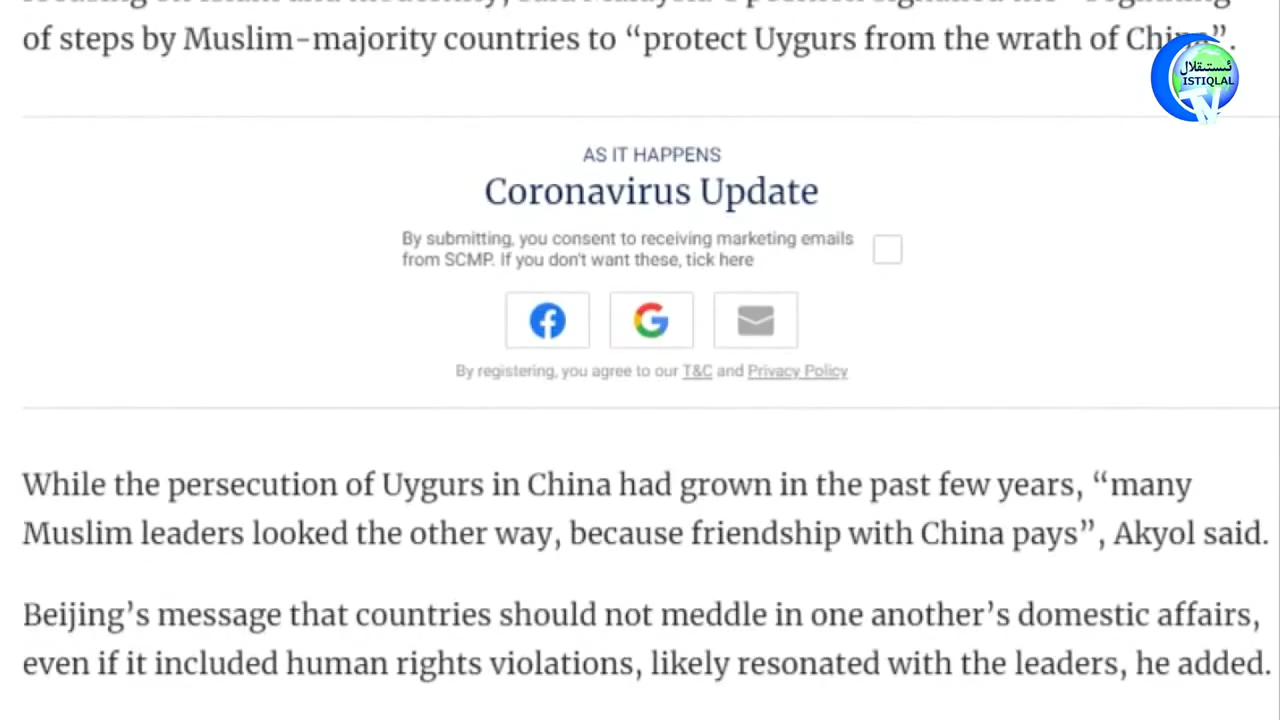 of steps by Muslim-majority countries to “protect Uygurs from the wrath of China”.
ئىستىقلال
ISTIQLAL
TV
AS IT HAPPENS
Coronavirus Update
By submitting, you consent to receiving marketing emails
from SCMP. If you don't want these, tick here
By registering, you agree to our T&C and Privacy Policy
While the persecution of Uygurs in China had grown in the past few years, “many
Muslim leaders looked the other way, because friendship with China pays”, Akyol said.
Beijing’s message that countries should not meddle in one another’s domestic affairs,
even if it included human rights violations, likely resonated with the leaders, he added.